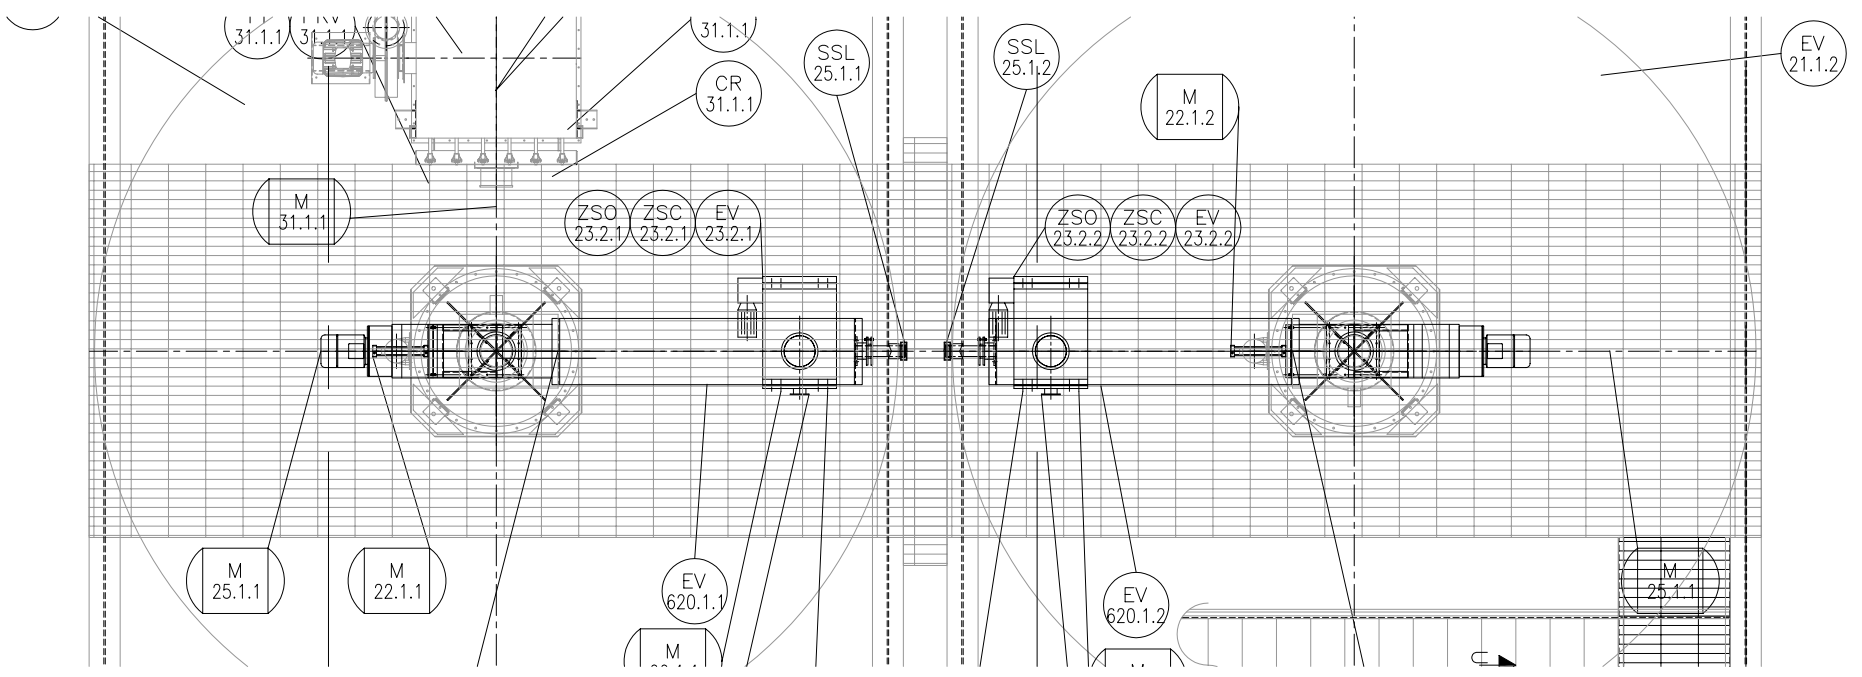 31.1.1
31.1.1
31.1.1
SSL
25.1.1
SSL
25.1.2
EV
21.1.2
CR
31.1.1
M
22.1.2
M
31.1.1
ZSO
23.2.1
ZSC
23.2.1
EV
23.2.1
ZSO
23.2.2
ZSC
23.2.2
EV
23.2.2
M
25.1.1
M
22.1.1
EV
620.1.1
EV
620.1.2
M
25.1.1
M
M